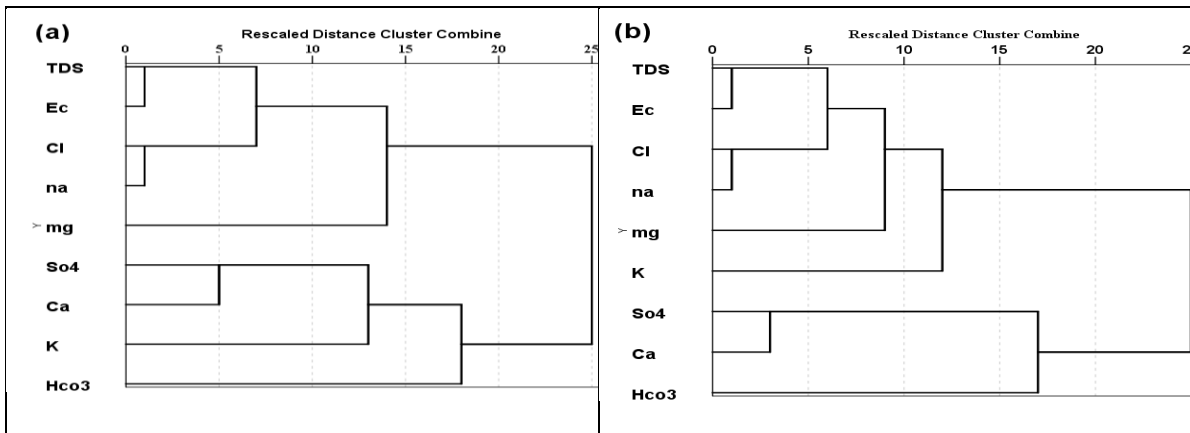 (a)
Rescaled Distance Cluster Combine
0 5 10 15 20 25
TDS
Ec
Cl
na
Y mg
So4
Ca
K
Hco3
(b)
Rescaled Distance Cluster Combine
0 5 10 15 20 2
TDS
Ec
Cl
na
Y mg
K
So4
Ca
Hco3